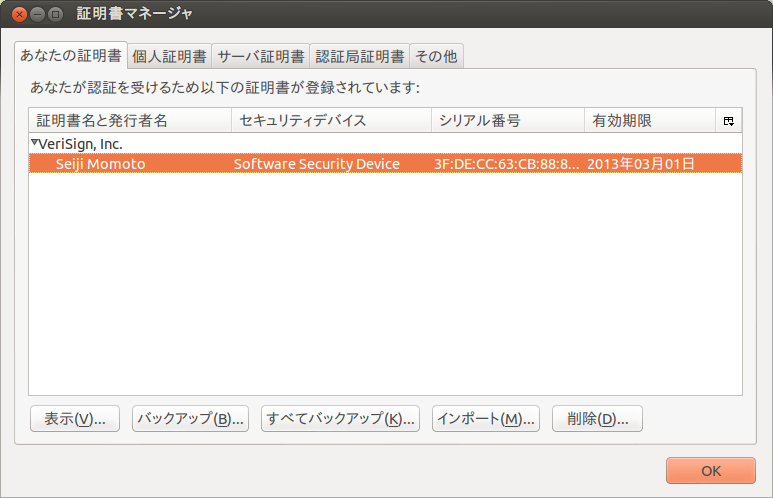 証明書マネージャ
あなたの証明書 個人証明書 サーバ証明書 認証局証明書 その他
あなたが認証を受けるため以下の証明書が登録されています:
証明書名と発行者名 セキュリティデバイス シリアル番号 有効期限
VeriSign, Inc.
Seiji Momoto Software Security Device 3F:DE:CC:63:CB:88:8... 2013年03月01日
表示(V)... バックアップ(B)... すべてバックアップ(K)... インポート(M)... 削除(D)...
OK